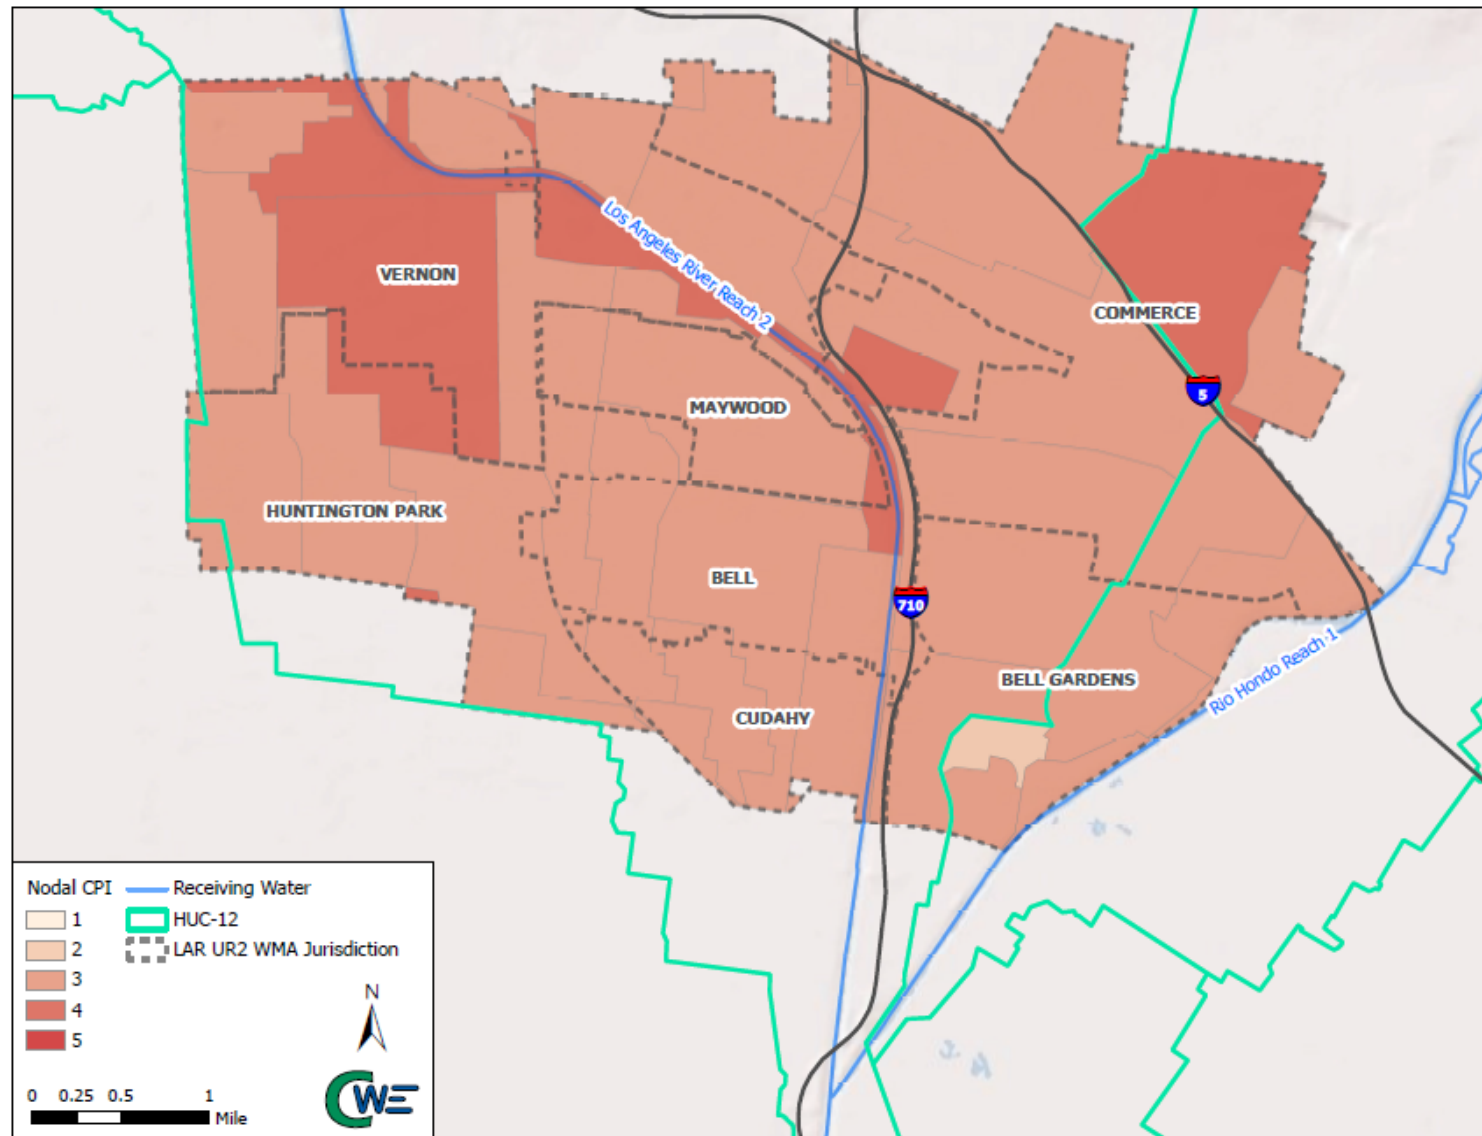 VERNON
Los Angeles River Reach 2
COMMERCE
5
MAYWOOD
HUNTINGTON PARK
BELL
710
BELL GARDENS
Rio Hondo Reach 1
CUDAHY
Nodal CPI
1
2
3
4
5
Receiving Water
HUC-12
LAR UR2 WMA Jurisdiction
N
CWE
0 0.25 0.5 1
Mile